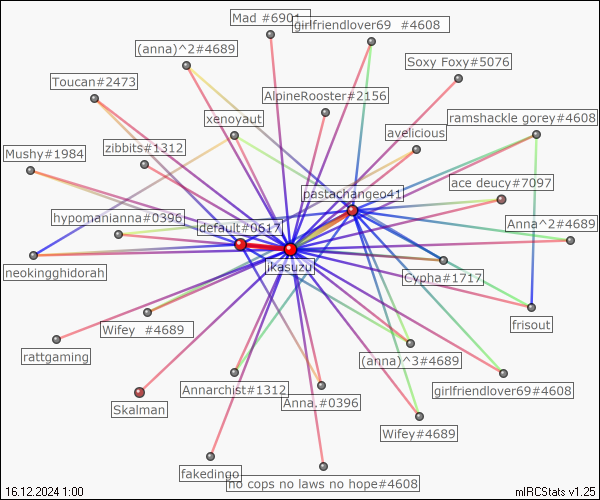 Mad #6901
girlfriendlover69 #4608
(anna)^2#4689
Soxy Foxy#5076
Toucan#2473
AlpineRooster#2156
xenoyaut
ramshackle gorey#4608
avelicious
zibbits#1312
Mushy#1984
ace deucy#7097
pastachangeo41
hypomanianna#0396
default#0617
Anna^2#4689
ikasuzu
neokingghidorah
Cypha#1717
Wifey #4689
frisout
rattgaming
(anna)^3#4689
Annarchist#1312
girlfriendlover69#4608
Anna.#0396
Skalman
Wifey#4689
fakedingo
no cops no laws no hope#4608
16.12.2024 1:00
mIRCStats v1.25